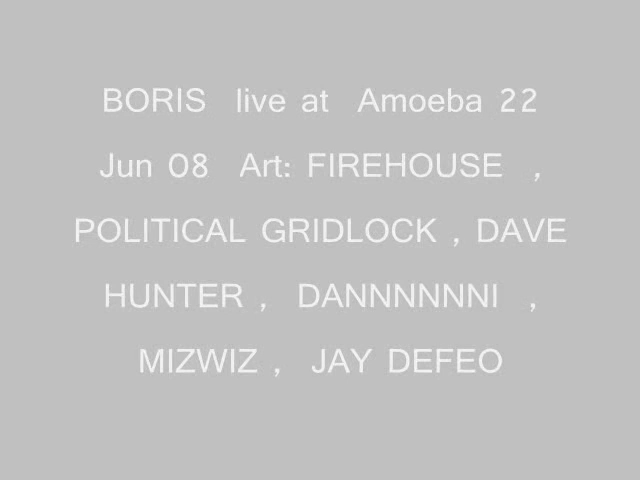 BORIS live at Amoeba 22
Jun 08 Art: FIREHOUSE ,
POLITICAL GRIDLOCK , DAVE
HUNTER , DANNNNNNI ,
MIZWIZ , JAY DEFEO